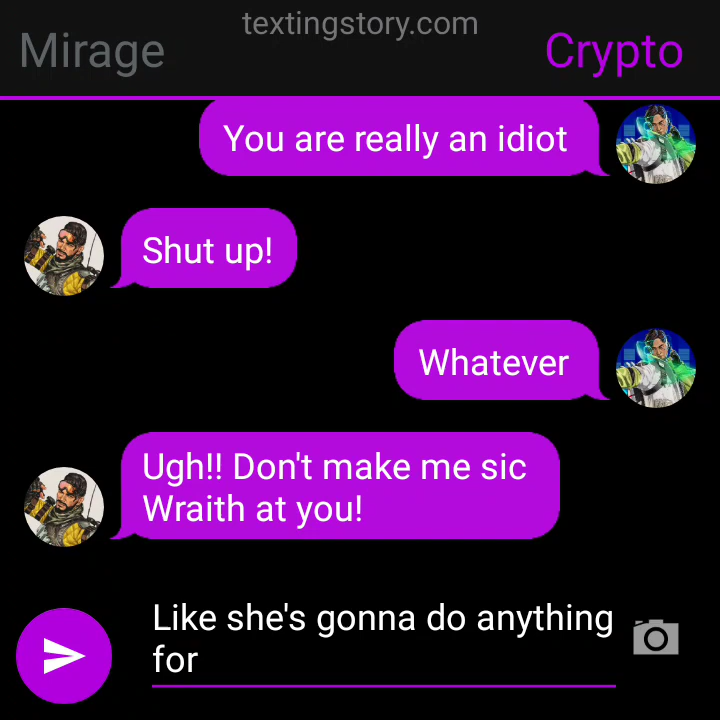 textingstory.com
Mirage
Crypto
You are really an idiot
Shut up!
Whatever
Ugh!! Don't make me sic
Wraith at you!
Like she's gonna do anything
for